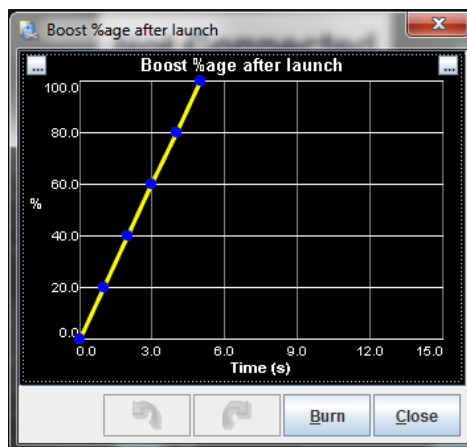 Boost %age after launch
... Boost %age after launch ...
100.0
80.0
60.0
%
40.0
20.0
0.0
0.0 3.0 6.0 9.0 12.0 15.0
Time (s)
Burn Close